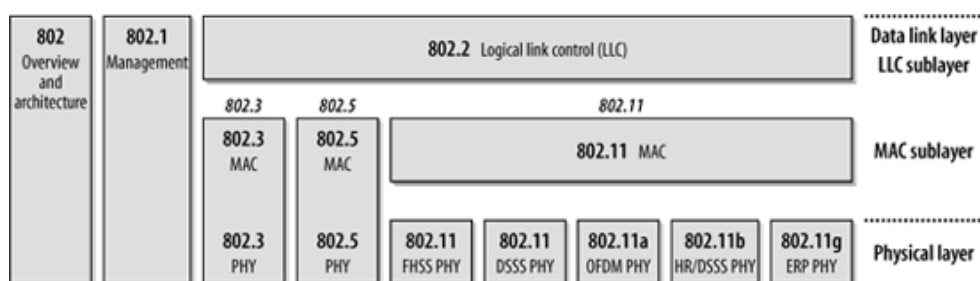 802
Overview
and
architecture
802.1
Management
802.2 Logical link control (LLC)
Data link layer
LLC sublayer
802.3
802.5
802.11
802.3
MAC
802.5
MAC
802.11 MAC
MAC sublayer
802.3
PHY
802.5
PHY
802.11
FHSS PHY
802.11
DSSS PHY
802.11a
OFDM PHY
802.11b
HR/DSSS PHY
802.11g
ERP PHY
Physical layer